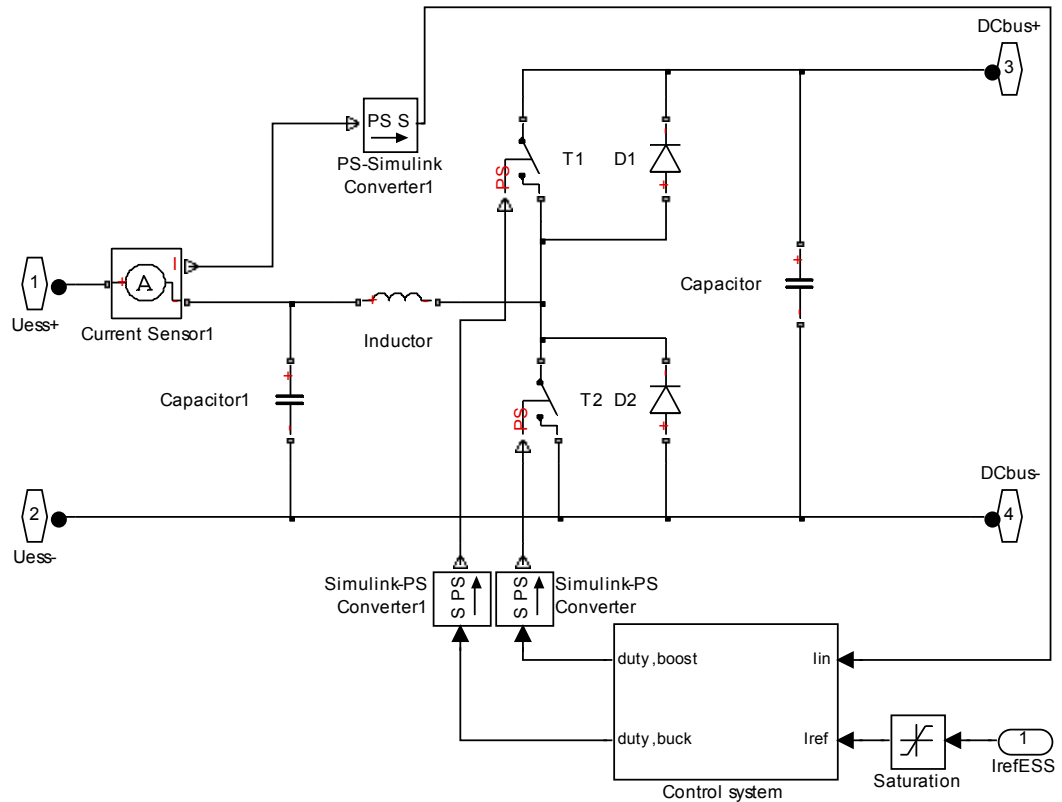 DCbus+
3
PS S
PS-Simulink
Converter1
T1
D1
PS
+
1
Uess+
+
A
I
-
Current Sensor1
+
-
Inductor
+
Capacitor
-
+
Capacitor1
-
PS
T2
D2
+
2
Uess-
DCbus-
4
Simulink-PS
Converter1
S PS
S PS
Simulink-PS
Converter
duty,boost
Iin
duty,buck
Iref
Control system
Saturation
1
IrefESS